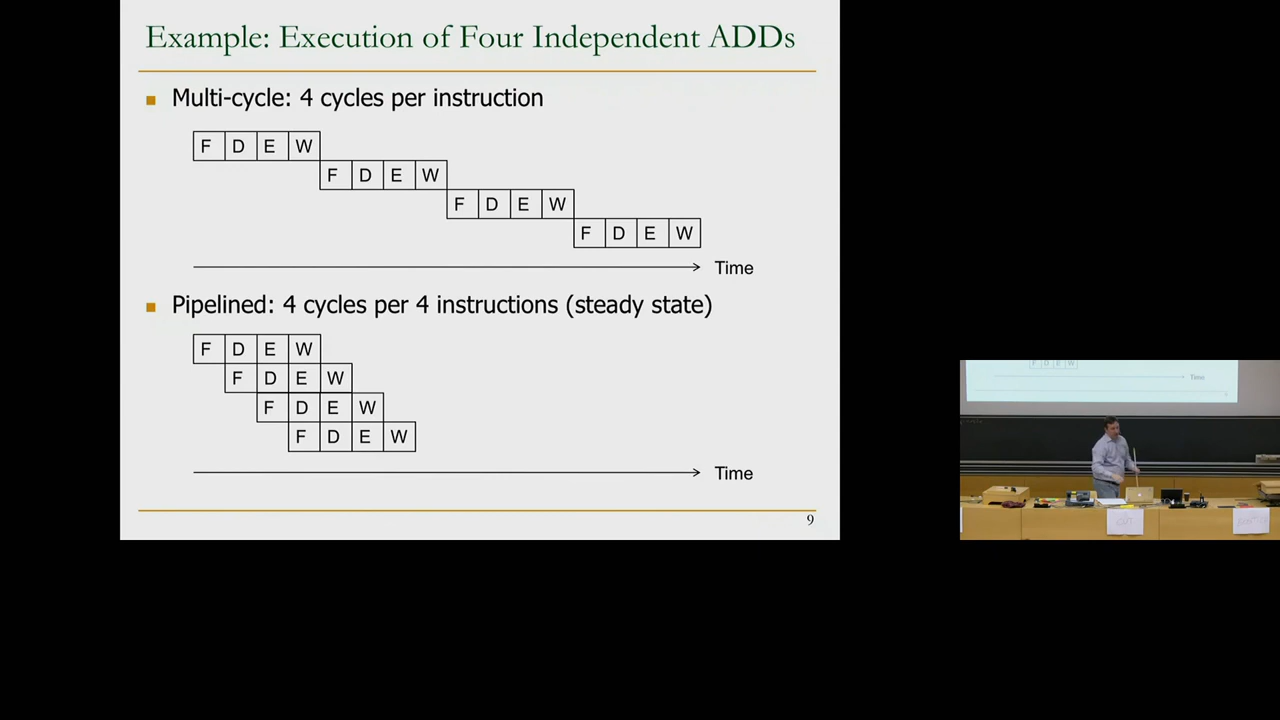 Example: Execution of Four Independent ADDs
Multi-cycle: 4 cycles per instruction
F D E W
F D E W
F D E W
F D E W
Time
Pipelined: 4 cycles per 4 instructions (steady state)
F D E W
F D E W
F D E W
F D E W
Time
9
F D E W
Time